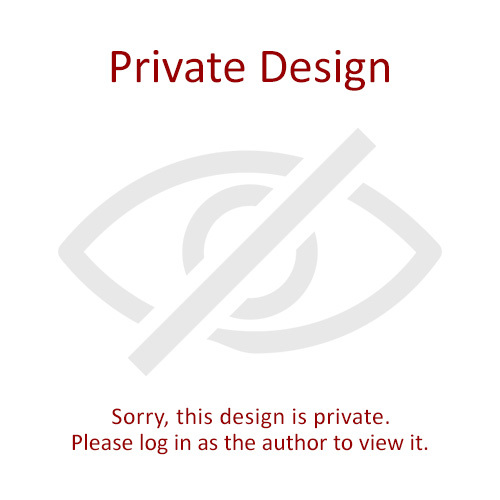 Private Design
Sorry, this design is private.
Please log in as the author to view it.